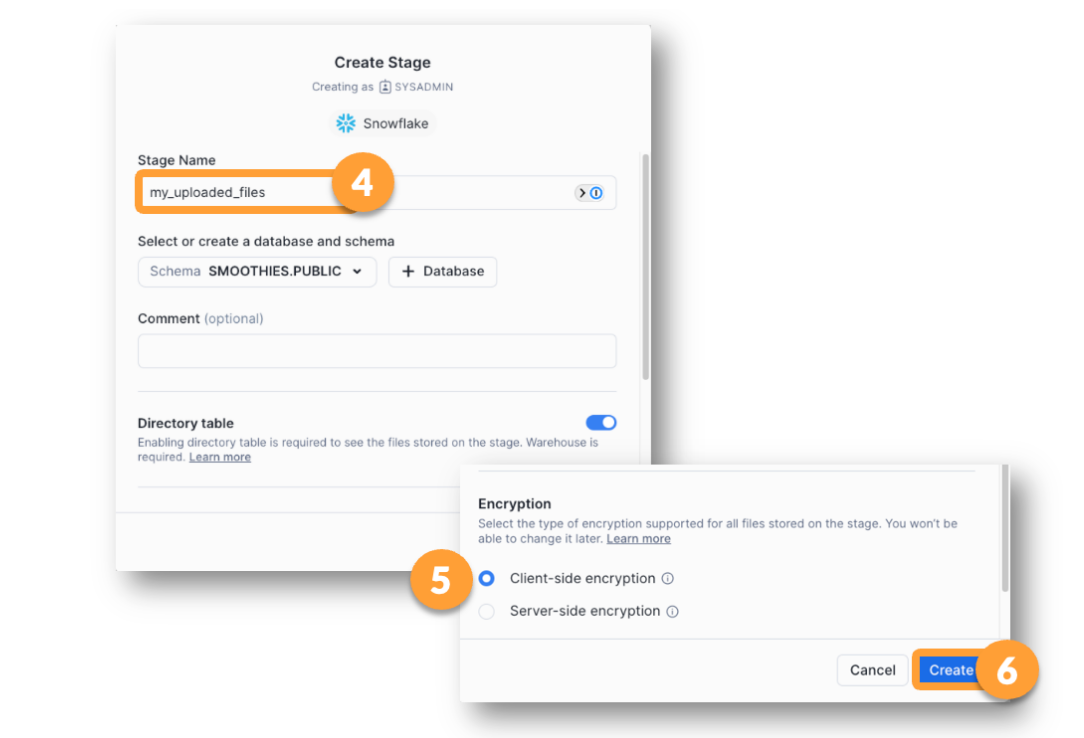 Create Stage
Creating as SYSADMIN
Snowflake
Stage Name
my_uploaded_files
4
Select or create a database and schema
Schema SMOOTHIES.PUBLIC
+ Database
Comment (optional)
Directory table
Enabling directory table is required to see the files stored on the stage. Warehouse is
required. Learn more
Encryption
Select the type of encryption supported for all files stored on the stage. You won't be
able to change it later. Learn more
5
Client-side encryption
Server-side encryption
Cancel
Create
6